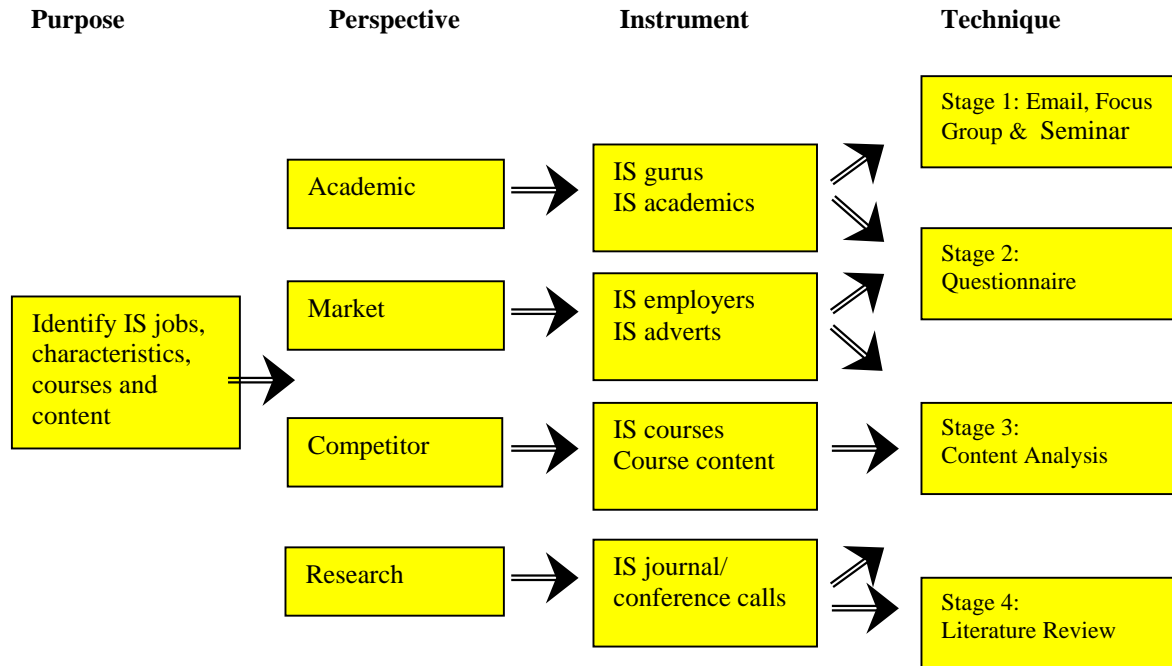 Purpose
Perspective
Instrument
Technique
Identify IS jobs,
characteristics,
courses and
content
Academic
Market
Competitor
Research
IS gurus
IS academics
IS employers
IS adverts
IS courses
Course content
IS journal/
conference calls
Stage 1: Email, Focus
Group & Seminar
Stage 2:
Questionnaire
Stage 3:
Content Analysis
Stage 4:
Literature Review